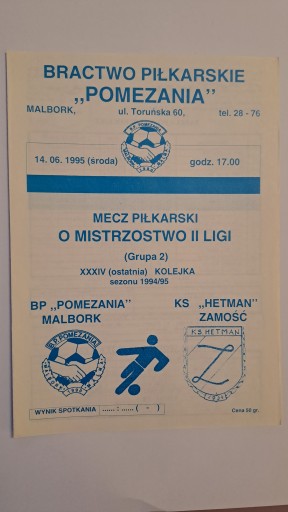 BRACTWO PIŁKARSKIE
,,POMEZANIA"
MALBORK, ul. Toruńska 60, tel. 28 - 76
14. 06. 1995 (środa) godz. 17.00
MECZ PIŁKARSKI
O MISTRZOSTWO II LIGI
(Grupa 2)
XXXIV (ostatnia) KOLEJKA
sezonu 1994/95
BP ,,POMEZANIA" KS ,,HETMAN"
MALBORK ZAMOŚĆ
B.P. POMEZANIA
KS HETMAN
WYNIK SPOTKANIA ...... : ...... ( - )
Cena 50 gr.